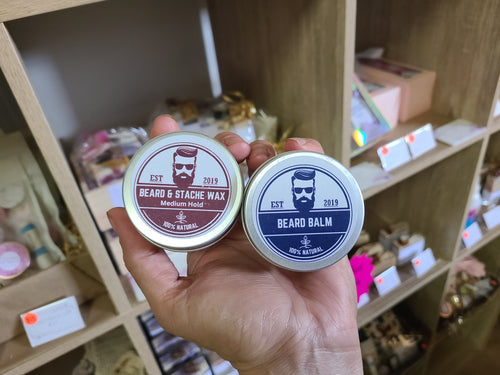 EST 2019
BEARD & STACHE WAX
Medium Hold
100% NATURAL
EST 2019
BEARD BALM
100% NATURAL